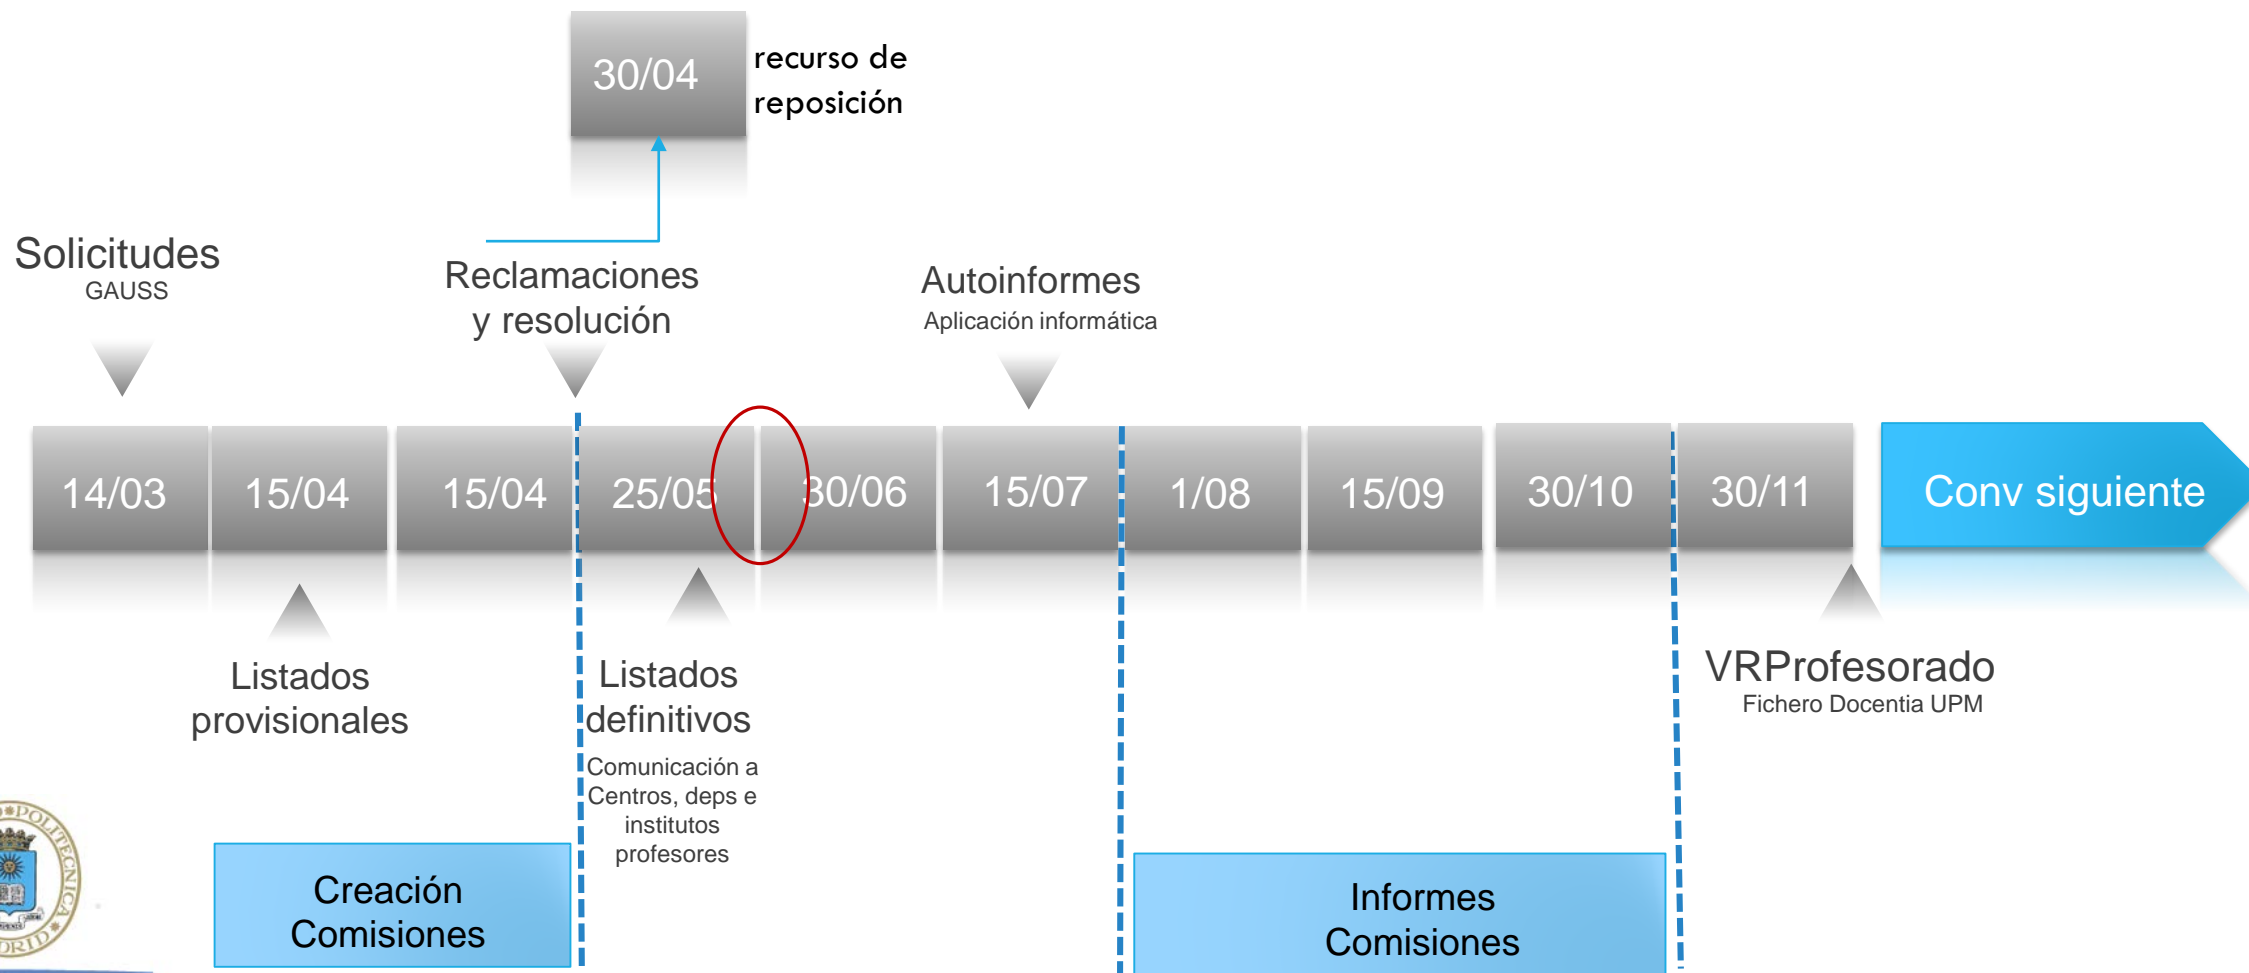 30/04
recurso de
reposición
Solicitudes
GAUSS
Reclamaciones
y resolución
Autoinformes
Aplicación informática
14/03
15/04
15/04
25/05
30/06
15/07
1/08
15/09
30/10
30/11
Conv siguiente
Listados
provisionales
Listados
definitivos
Comunicación a
Centros, deps e
institutos
profesores
VRProfesorado
Fichero Docentia UPM
Creación
Comisiones
Informes
Comisiones
POLITECNICA